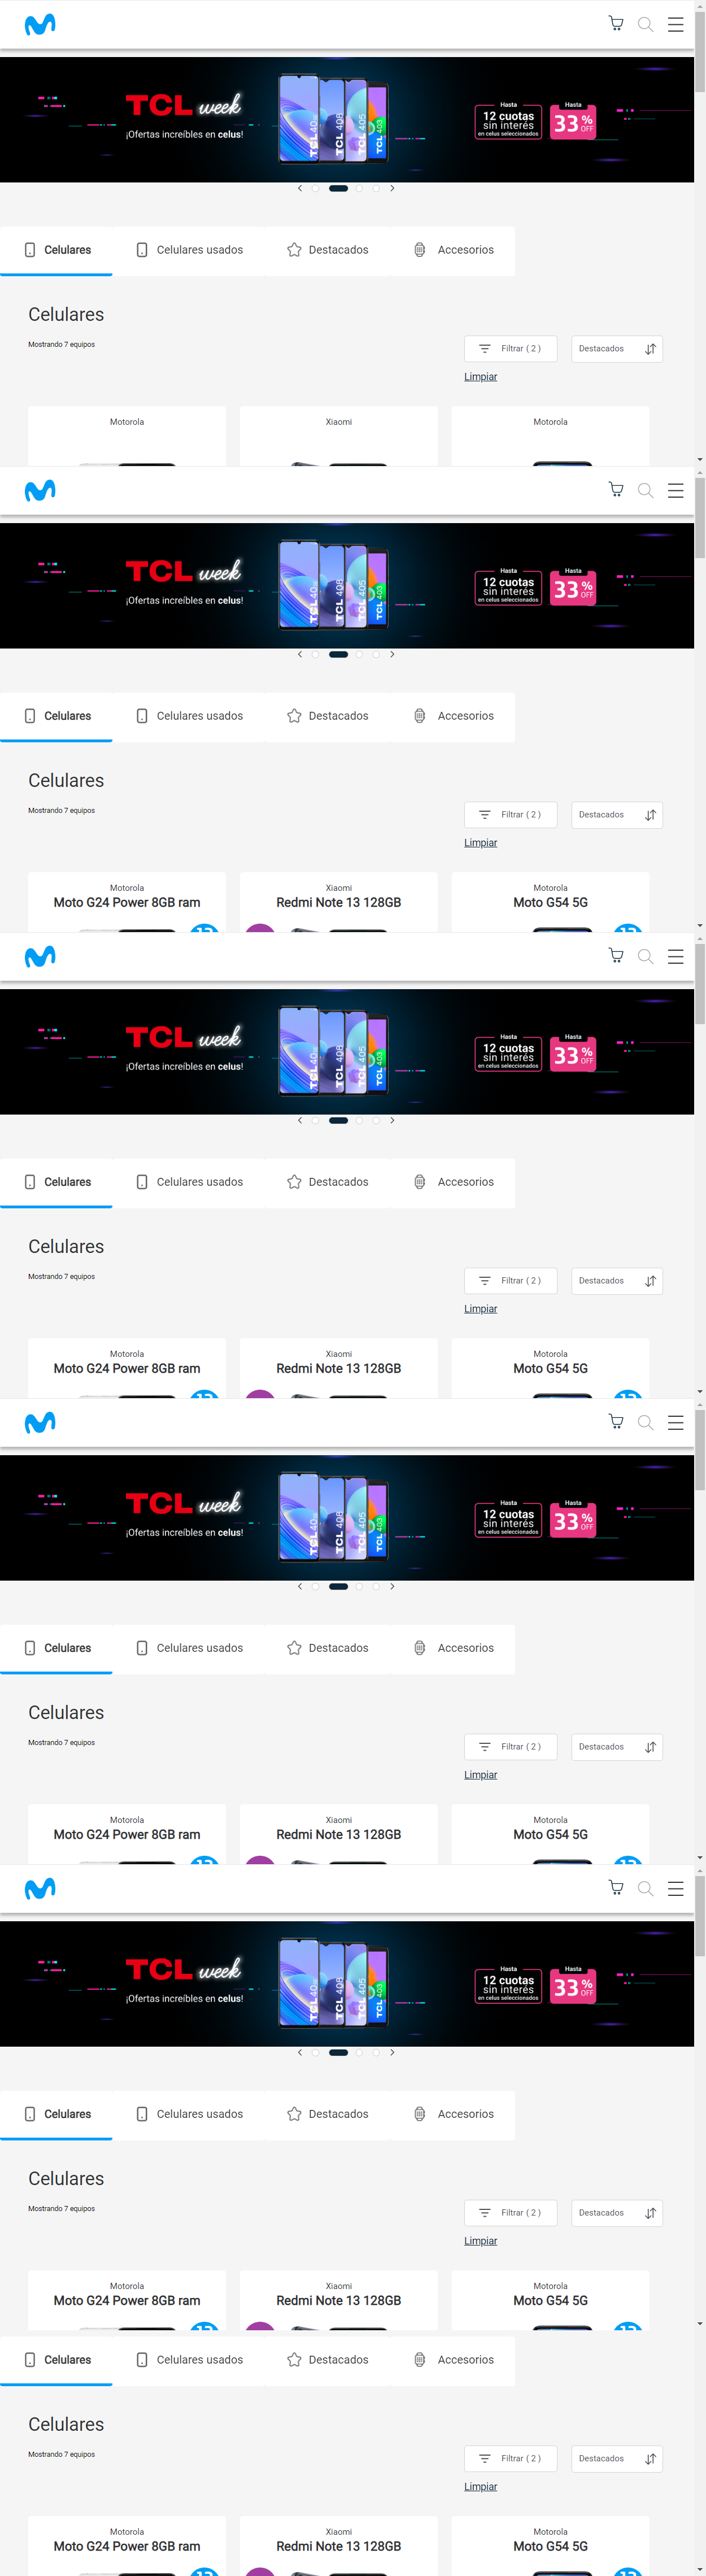 TCL week
¡Ofertas increíbles en celus!
TCL 40
TCL 408
TCL 405
TCL 403
Hasta
12 cuotas
sin interés
en celus seleccionados
Hasta
33% OFF
Celulares
Celulares usados
Destacados
Accesorios
Celulares
Mostrando 7 equipos
Filtrar ( 2 )
Destacados
Limpiar
Motorola
Xiaomi
Motorola
TCL week
¡Ofertas increíbles en celus!
TCL 40
TCL 408
TCL 405
TCL 403
Hasta
12 cuotas
sin interés
en celus seleccionados
Hasta
33% OFF
Celulares
Celulares usados
Destacados
Accesorios
Celulares
Mostrando 7 equipos
Filtrar ( 2 )
Destacados
Limpiar
Motorola
Moto G24 Power 8GB ram
Xiaomi
Redmi Note 13 128GB
Motorola
Moto G54 5G
TCL week
¡Ofertas increíbles en celus!
TCL 40
TCL 408
TCL 405
TCL 403
Hasta
12 cuotas
sin interés
en celus seleccionados
Hasta
33% OFF
Celulares
Celulares usados
Destacados
Accesorios
Celulares
Mostrando 7 equipos
Filtrar ( 2 )
Destacados
Limpiar
Motorola
Moto G24 Power 8GB ram
Xiaomi
Redmi Note 13 128GB
Motorola
Moto G54 5G
TCL week
¡Ofertas increíbles en celus!
TCL 40
TCL 408
TCL 405
TCL 403
Hasta
12 cuotas
sin interés
en celus seleccionados
Hasta
33% OFF
Celulares
Celulares usados
Destacados
Accesorios
Celulares
Mostrando 7 equipos
Filtrar ( 2 )
Destacados
Limpiar
Motorola
Moto G24 Power 8GB ram
Xiaomi
Redmi Note 13 128GB
Motorola
Moto G54 5G
TCL week
¡Ofertas increíbles en celus!
TCL 40
TCL 408
TCL 405
TCL 403
Hasta
12 cuotas
sin interés
en celus seleccionados
Hasta
33% OFF
Celulares
Celulares usados
Destacados
Accesorios
Celulares
Mostrando 7 equipos
Filtrar ( 2 )
Destacados
Limpiar
Motorola
Moto G24 Power 8GB ram
Xiaomi
Redmi Note 13 128GB
Motorola
Moto G54 5G
Celulares
Celulares usados
Destacados
Accesorios
Celulares
Mostrando 7 equipos
Filtrar ( 2 )
Destacados
Limpiar
Motorola
Moto G24 Power 8GB ram
Xiaomi
Redmi Note 13 128GB
Motorola
Moto G54 5G